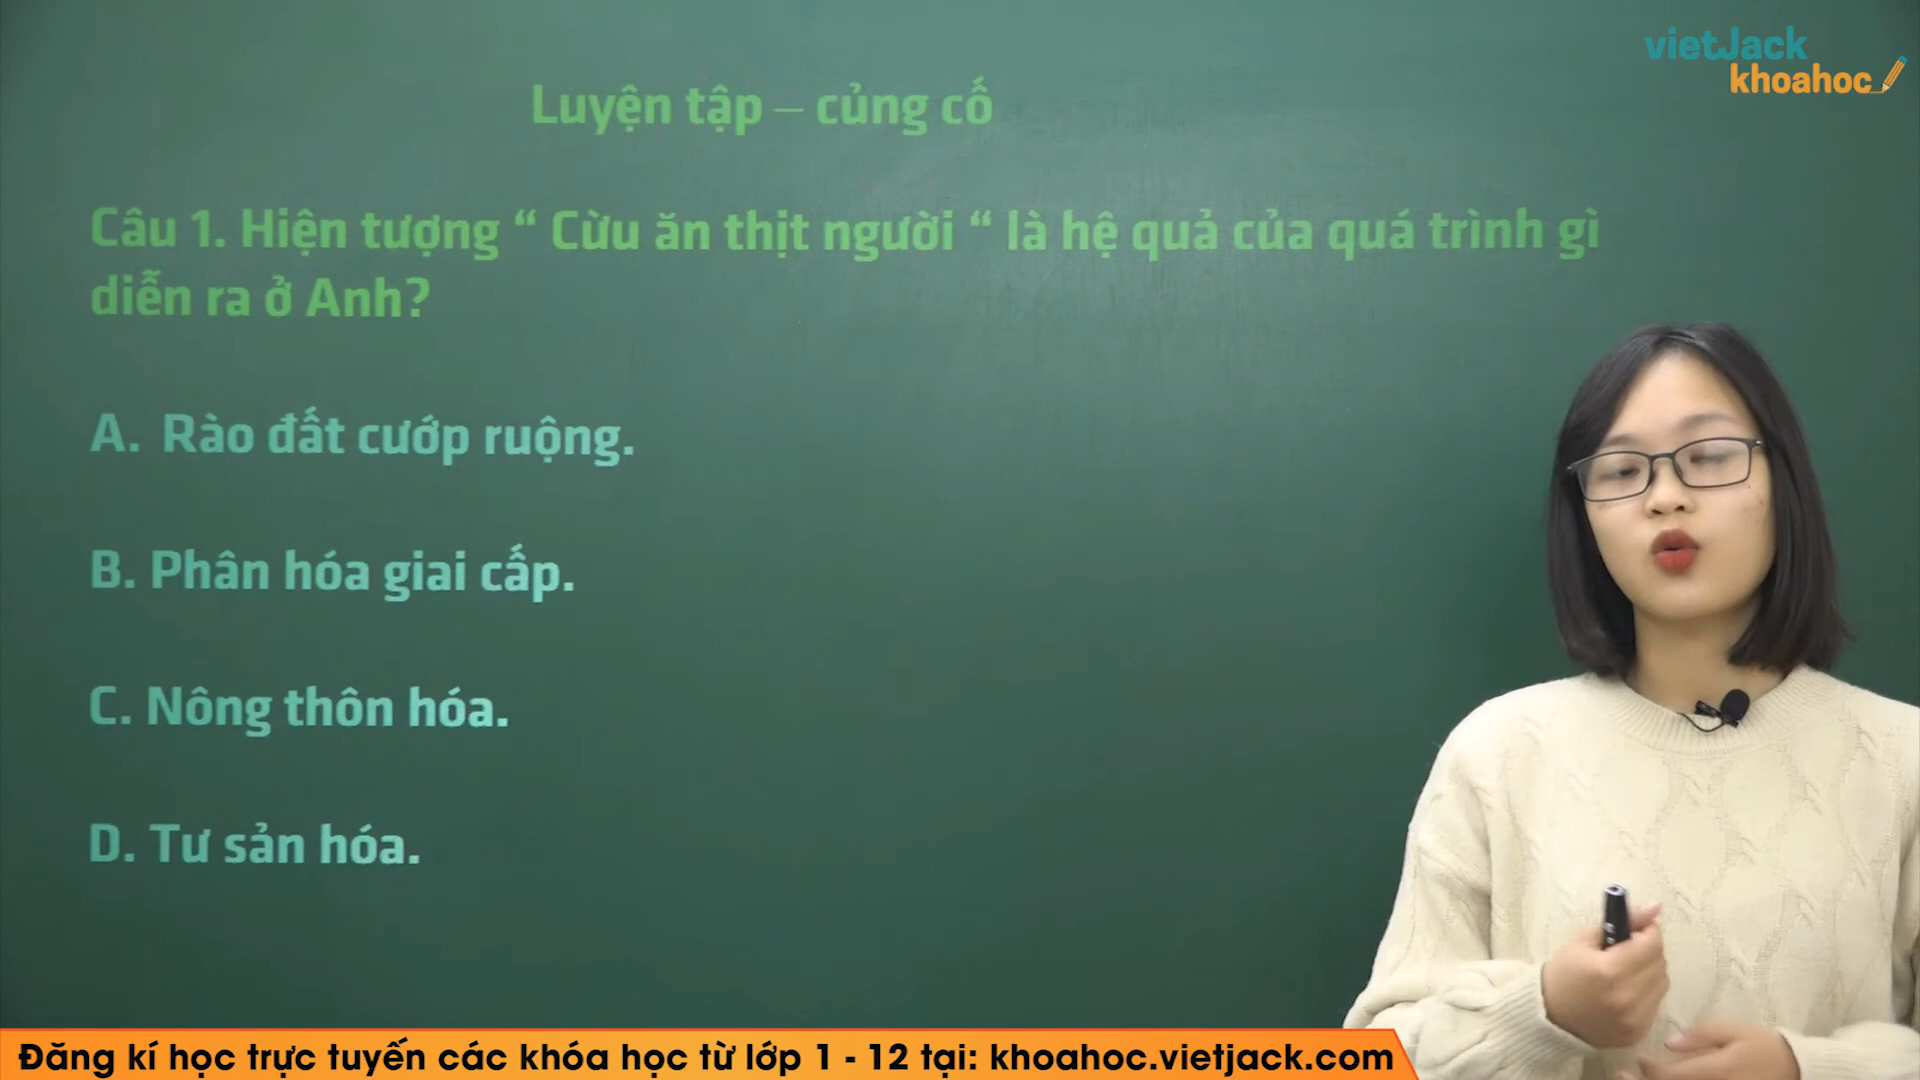 vietJack
khoahoc
Luyện tập – củng cố
Câu 1. Hiện tượng “ Cừu ăn thịt người “ là hệ quả của quá trình gì
diễn ra ở Anh?
A. Rào đất cướp ruộng.
B. Phân hóa giai cấp.
C. Nông thôn hóa.
D. Tư sản hóa.
Đăng kí học trực tuyến các khóa học từ lớp 1 - 12 tại: khoahoc.vietjack.com